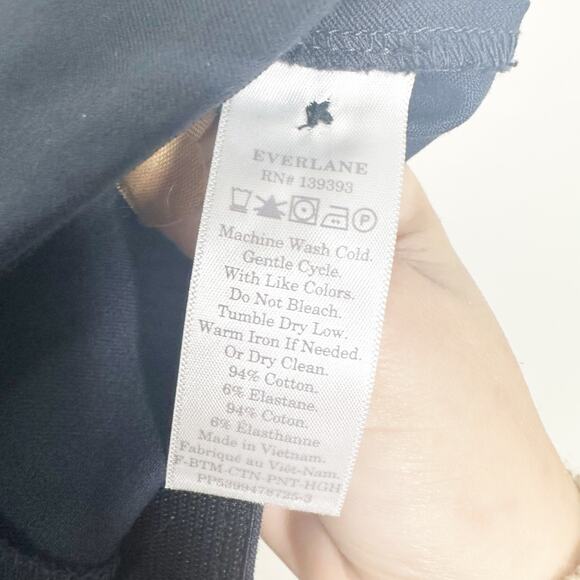 EVERLANE
RN# 139393
P
Machine Wash Cold.
Gentle Cycle.
With Like Colors.
Do Not Bleach.
Tumble Dry Low.
Warm Iron If Needed.
Or Dry Clean.
94% Cotton.
6% Elastane.
94% Coton.
6% Élasthanne
Made in Vietnam.
Fabriqué au Viêt-Nam.
F-BTM-CTN-PNT-HGH
PP5399478725-3